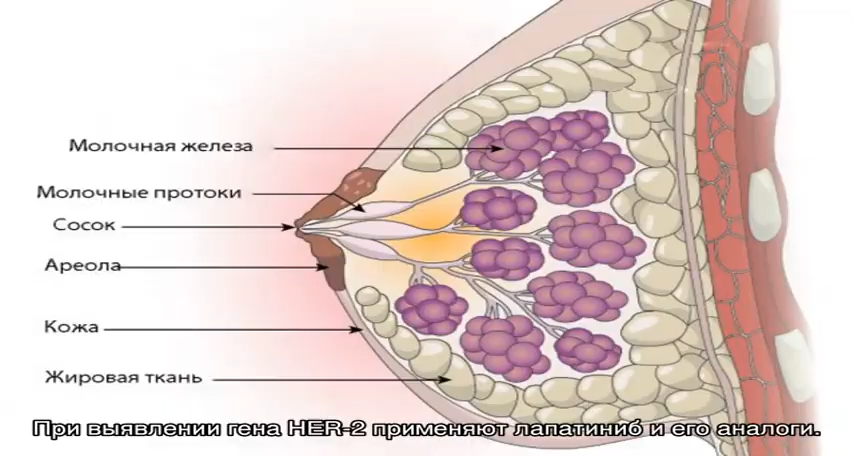 Молочная железа
Молочные протоки
Сосок
Ареола
Кожа
Жировая ткань
При выявлении гена HER-2 применяют лапатиниб и его аналоги.